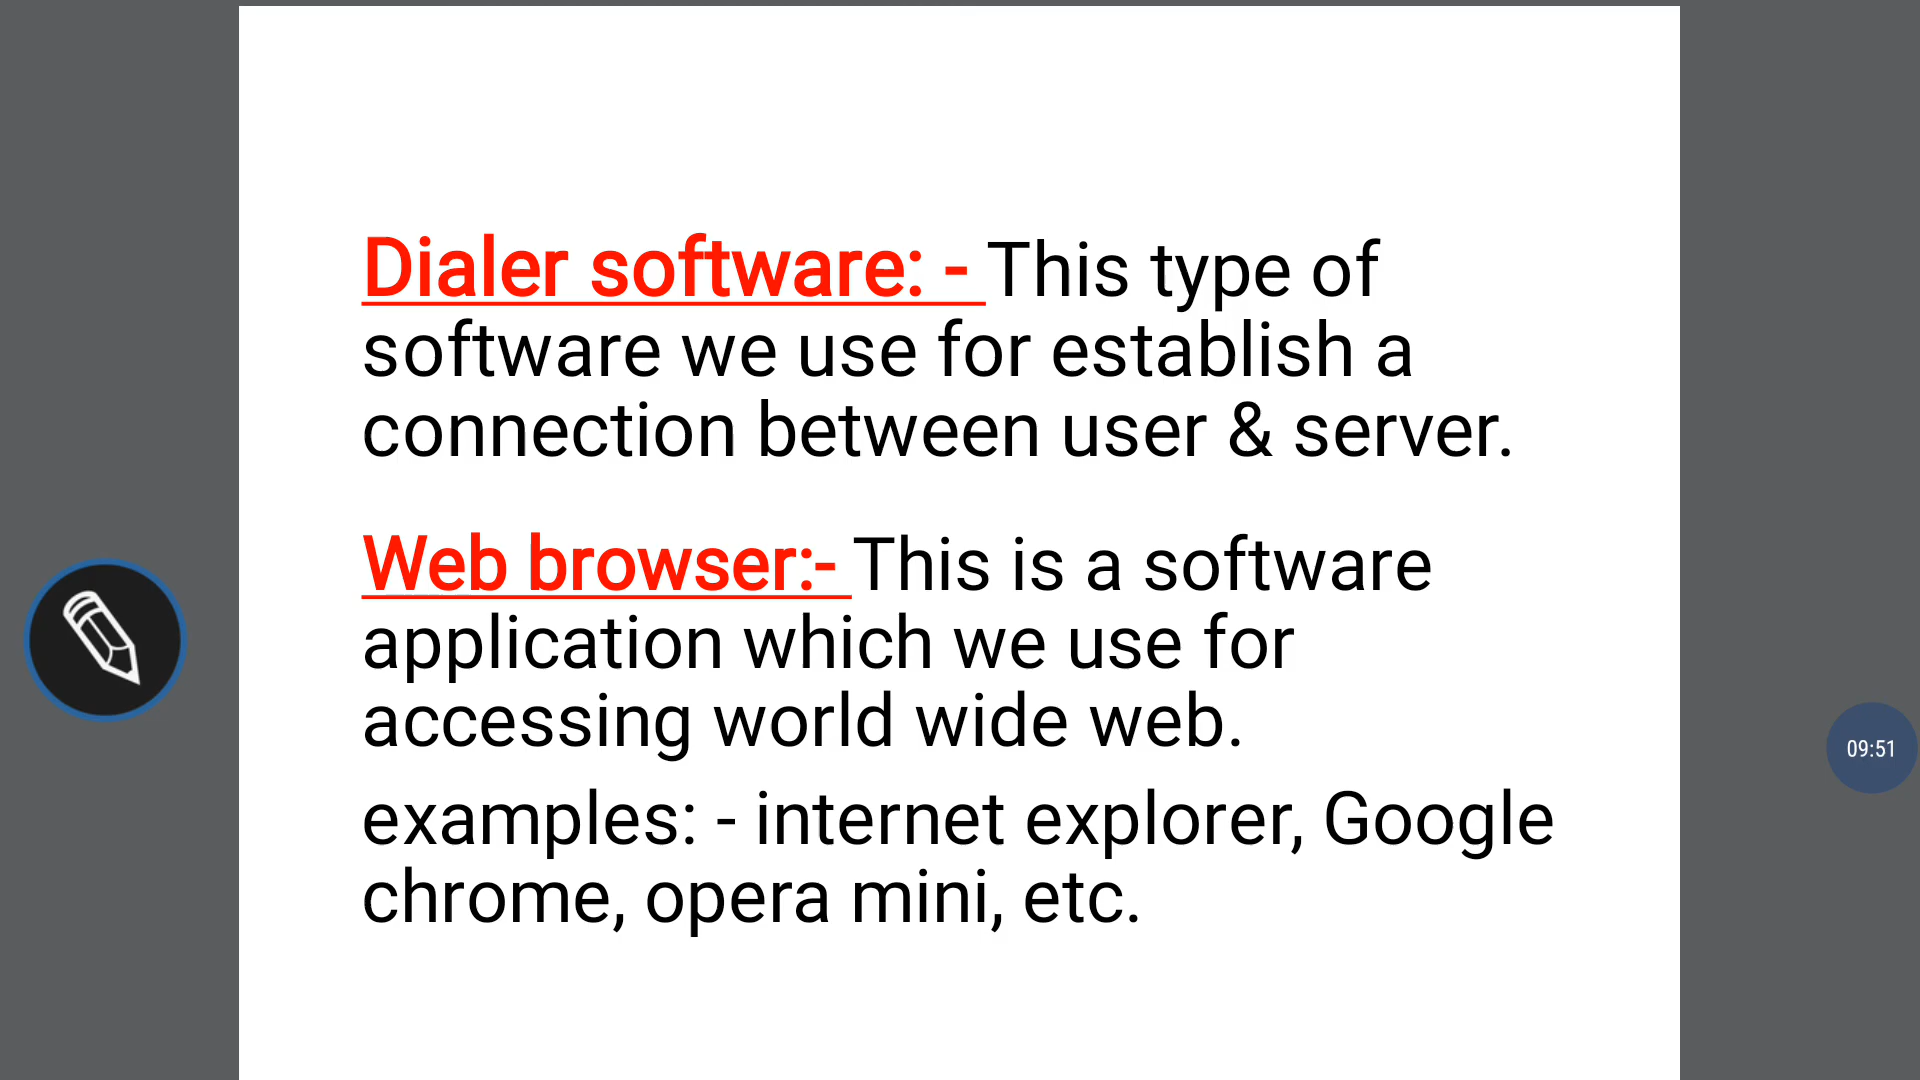 Dialer software: - This type of
software we use for establish a
connection between user & server.
Web browser:- This is a software
application which we use for
accessing world wide web.
examples: - internet explorer, Google
chrome, opera mini, etc.
09:51